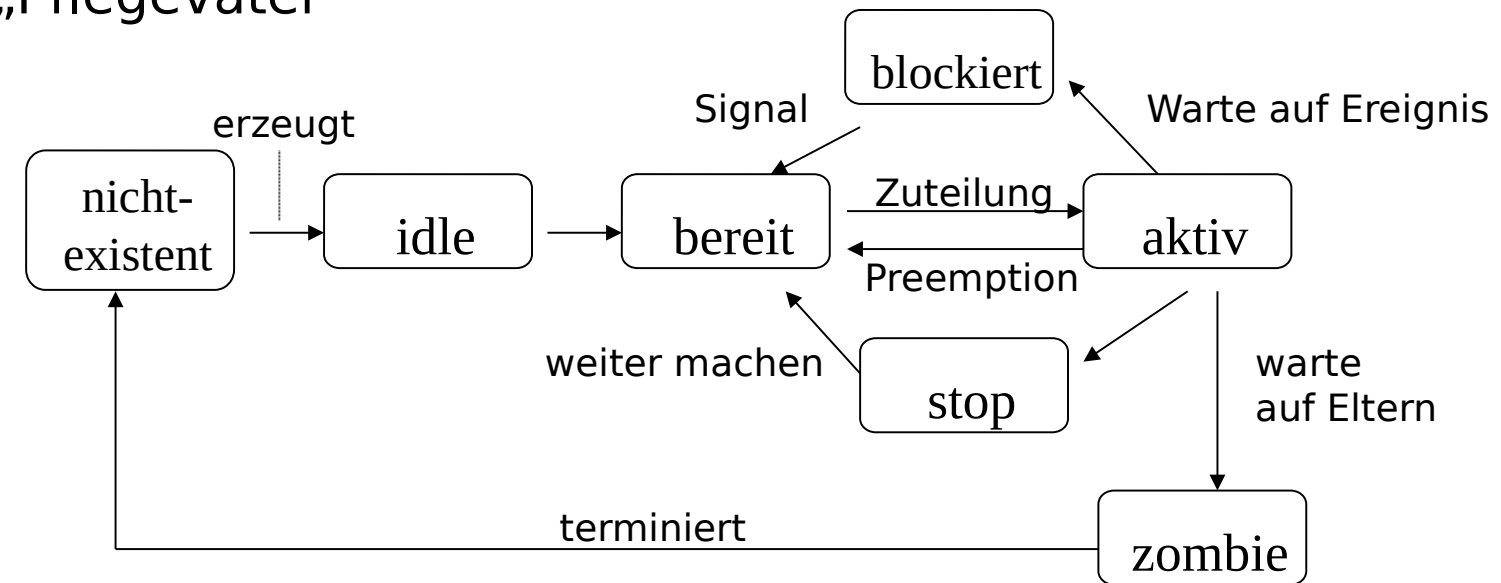 „Pflegevater
blockiert
Signal
Warte auf Ereignis
erzeugt
nicht-
existent
idle
bereit
Zuteilung
aktiv
Preemption
weiter machen
stop
warte
auf Eltern
terminiert
zombie